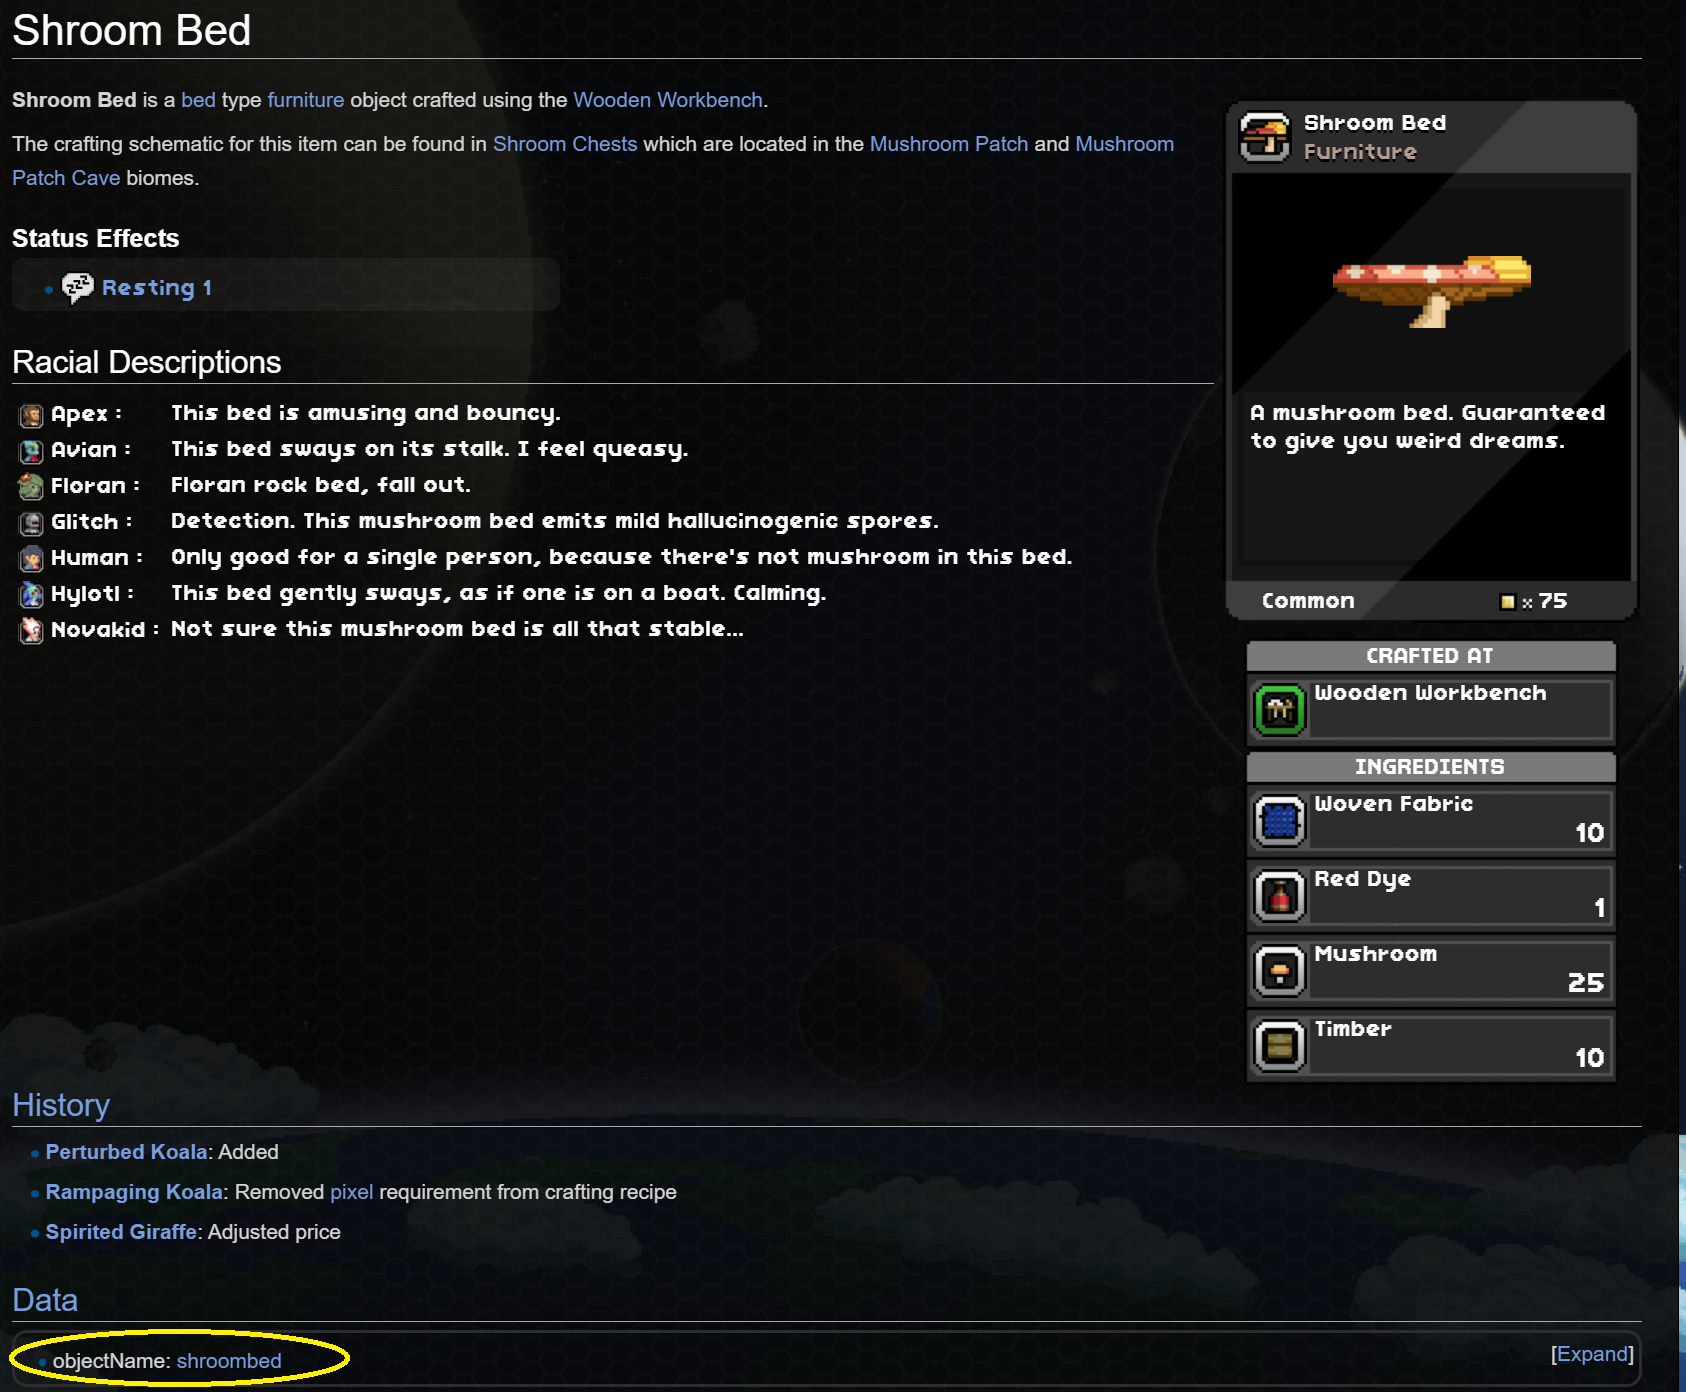 Shroom Bed
Shroom Bed is a bed type furniture object crafted using the Wooden Workbench.
The crafting schematic for this item can be found in Shroom Chests which are located in the Mushroom Patch and Mushroom
Patch Cave biomes.
Status Effects
Resting 1
Racial Descriptions
Apex : This bed is amusing and bouncy.
Avian : This bed sways on its stalk. I feel queasy.
Floran : Floran rock bed, fall out.
Glitch : Detection. This mushroom bed emits mild hallucinogenic spores.
Human : Only good for a single person, because there's not mushroom in this bed.
Hylotl : This bed gently sways, as if one is on a boat. Calming.
Novakid : Not sure this mushroom bed is all that stable...
Shroom Bed
Furniture
A mushroom bed. Guaranteed
to give you weird dreams.
Common x 75
CRAFTED AT
Wooden Workbench
INGREDIENTS
Woven Fabric
10
Red Dye
1
Mushroom
25
Timber
10
History
Perturbed Koala: Added
Rampaging Koala: Removed pixel requirement from crafting recipe
Spirited Giraffe: Adjusted price
Data
objectName: shroombed [Expand]